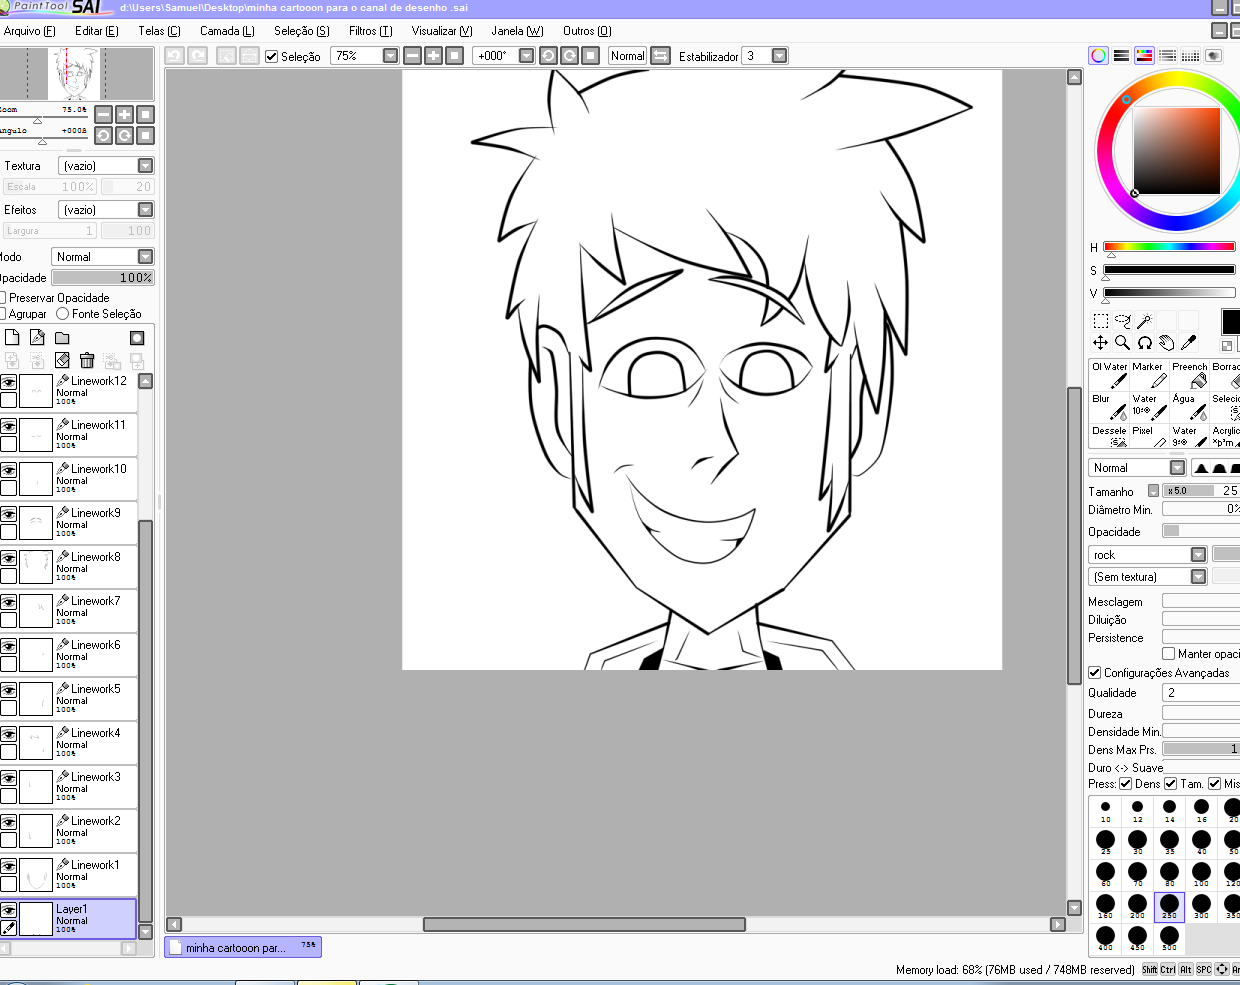 PaintTool SAI d:\Users\Samuel\Desktop\minha cartooon para o canal de desenho .sai
Arquivo (F) Editar (E) Telas (C) Camada (L) Seleção (S) Filtros (T) Visualizar (V) Janela (W) Outros (O)
Seleção 75% +000° Normal Estabilizador 3
Zoom 75.0%
Angulo +000ß
Textura (vazio)
Escala 100% 20
Efeitos (vazio)
Largura 1 100
Modo Normal
Opacidade 100%
Preservar Opacidade
Agrupar Fonte Seleção
Linework12
Normal
100%
Linework11
Normal
100%
Linework10
Normal
100%
Linework9
Normal
100%
Linework8
Normal
100%
Linework7
Normal
100%
Linework6
Normal
100%
Linework5
Normal
100%
Linework4
Normal
100%
Linework3
Normal
100%
Linework2
Normal
100%
Linework1
Normal
100%
Layer1
Normal
100%
minha cartooon par... 75%
H
S
V
Ol Water Marker Preench Borrac
Blur Water Água Selecio
Dessele Pixel Water Acrylic
Normal
Tamanho x 5.0 25
Diâmetro Min. 0%
Opacidade
rock
(Sem textura)
Mesclagem
Diluição
Persistence
Manter opaci
Configurações Avançadas
Qualidade 2
Dureza
Densidade Min.
Dens Max Prs. 1
Duro <-> Suave
Press: Dens Tam. Mis
10 12 14 16 20
25 30 35 40 50
60 70 80 100 120
160 200 250 300 350
400 450 500
Memory load: 68% (76MB used / 748MB reserved) Shift Ctrl Alt SPC